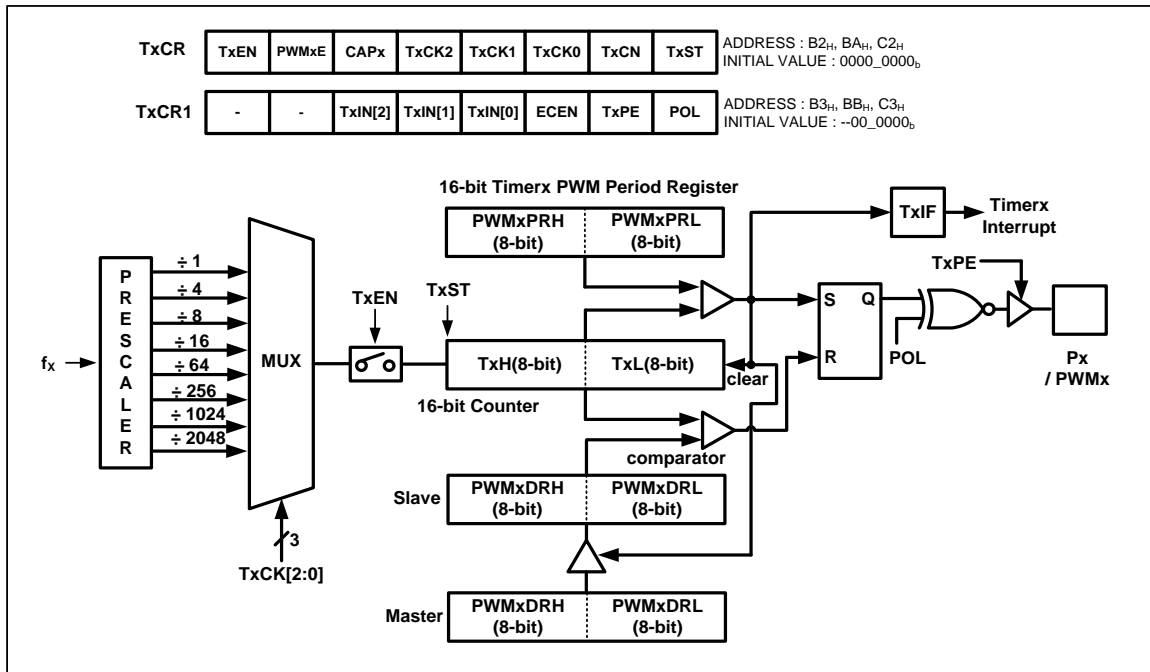 TxCR TxEN PWMxE CAPx TxCK2 TxCK1 TxCK0 TxCN TxST
ADDRESS : B2H, BAH, C2H
INITIAL VALUE : 0000_0000b
TxCR1 - - TxIN[2] TxIN[1] TxIN[0] ECEN TxPE POL
ADDRESS : B3H, BBH, C3H
INITIAL VALUE : --00_0000b
16-bit Timerx PWM Period Register
PWMxPRH
(8-bit)
PWMxPRL
(8-bit)
TxIF
Timerx
Interrupt
fX
PRESCALER
÷ 1
÷ 4
÷ 8
÷ 16
÷ 64
÷ 256
÷ 1024
÷ 2048
MUX
3
TxCK[2:0]
TxEN
TxST
TxH(8-bit)
TxL(8-bit)
clear
16-bit Counter
comparator
S
Q
R
POL
TxPE
Px
/ PWMx
Slave
PWMxDRH
(8-bit)
PWMxDRL
(8-bit)
Master
PWMxDRH
(8-bit)
PWMxDRL
(8-bit)